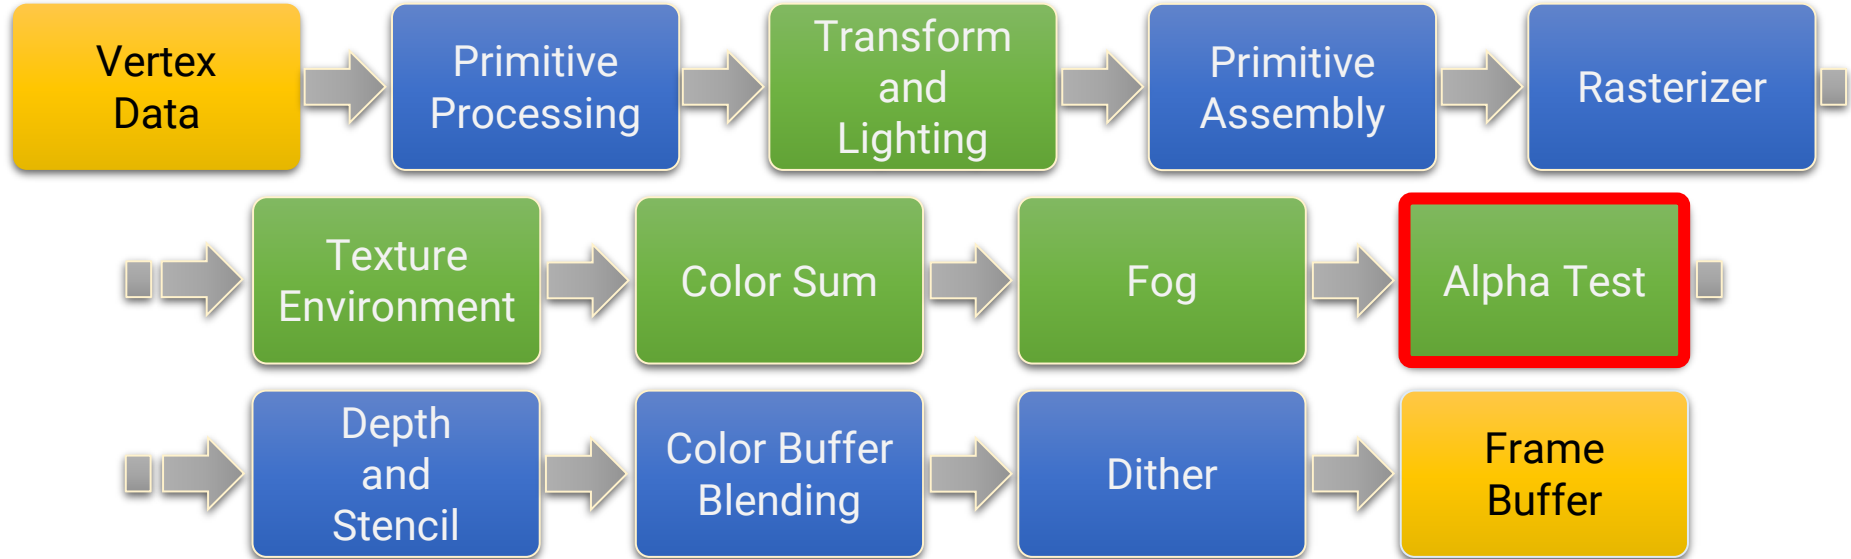 Vertex
Data
Primitive
Processing
Transform
and
Lighting
Primitive
Assembly
Rasterizer
Texture
Environment
Color Sum
Fog
Alpha Test
Depth
and
Stencil
Color Buffer
Blending
Dither
Frame
Buffer